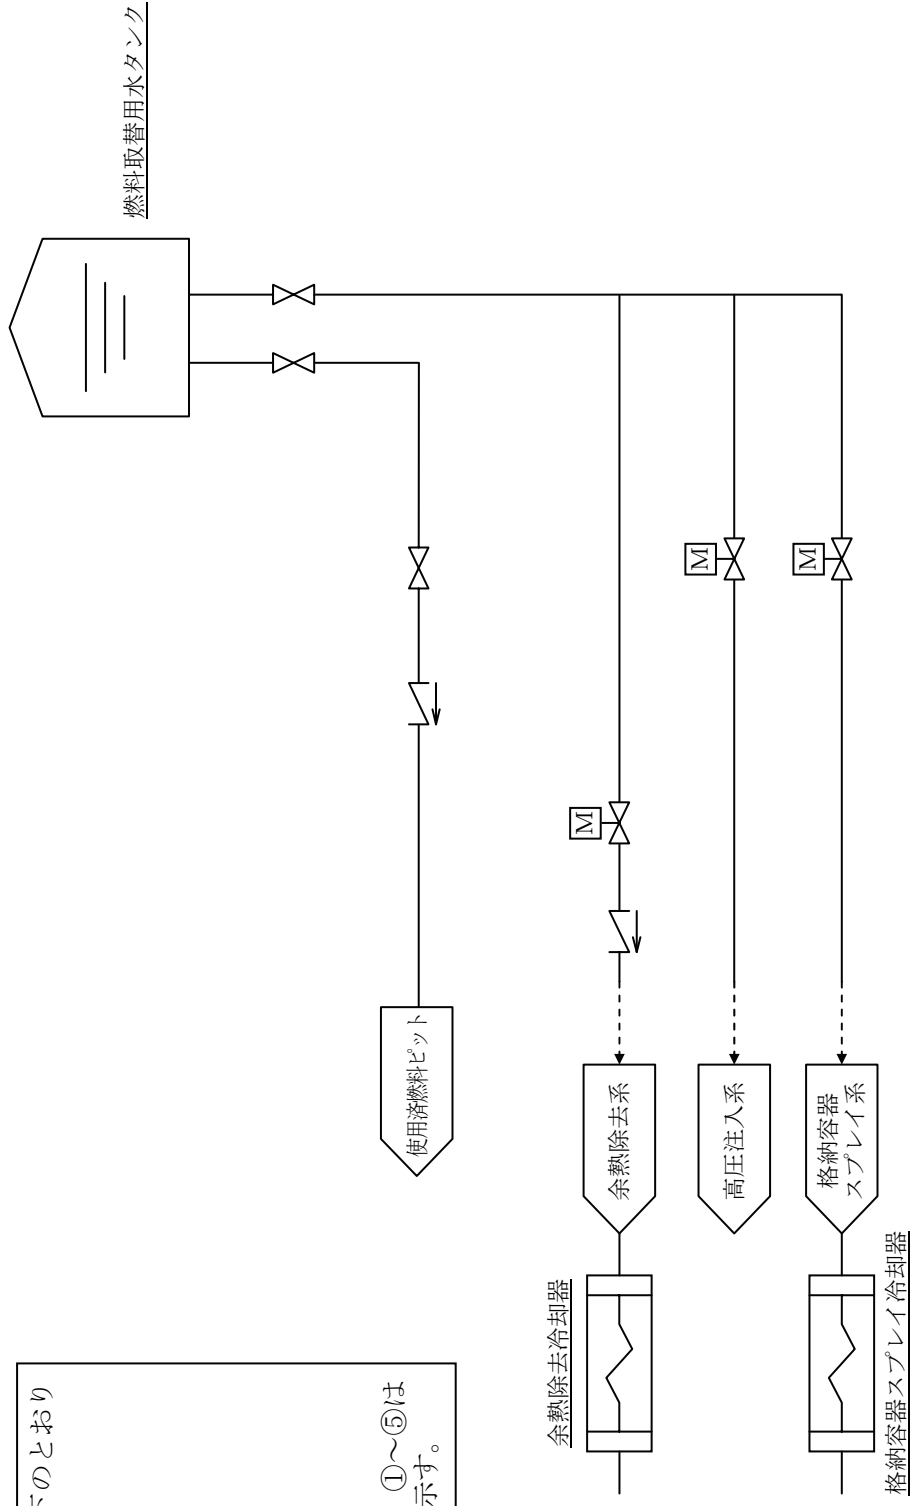 燃料取替用水タンク
使用済燃料ピット
M
余熱除去系
余熱除去冷却器
M
高圧注入系
M
格納容器
スプレイ系
格納容器スプレイ冷却器
下のとおり
①～⑤は
示す。